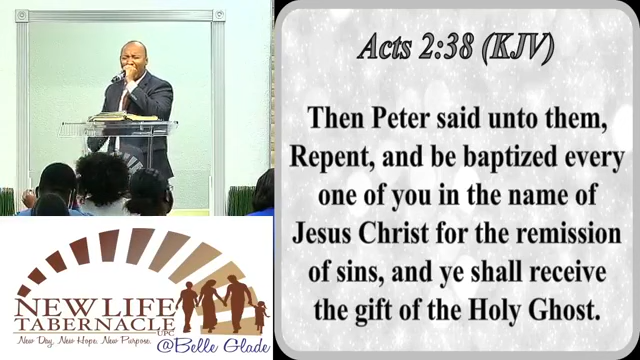 Acts 2:38 (KJV)
Then Peter said unto them,
Repent, and be baptized every
one of you in the name of
Jesus Christ for the remission
of sins, and ye shall receive
the gift of the Holy Ghost.
NEW LIFE
TABERNACLE
UPC
New Day. New Hope. New Purpose.
@Belle Glade